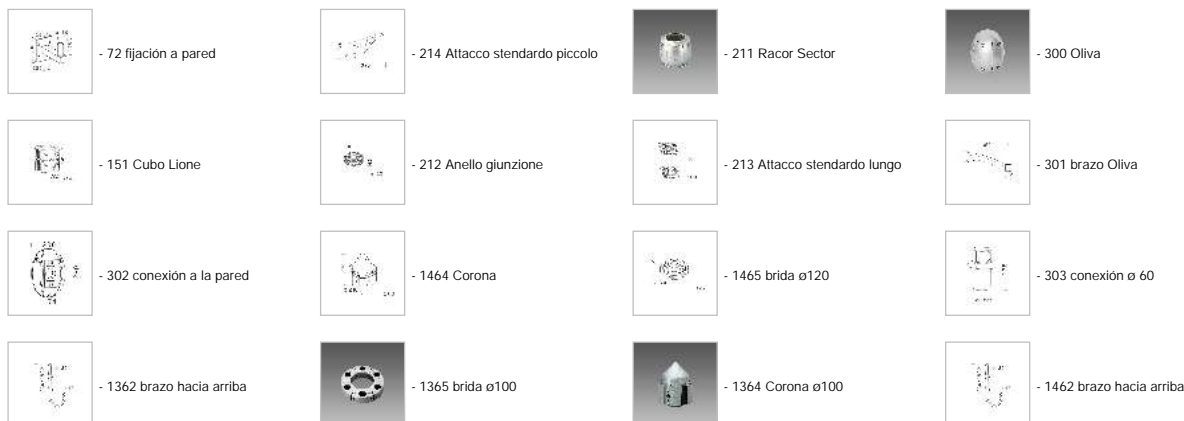 - 72 fijación a pared
- 214 Attacco stendardo piccolo
- 211 Racor Sector
- 300 Oliva
- 151 Cubo Lione
- 212 Anello giunzione
- 213 Attacco stendardo lungo
- 301 brazo Oliva
- 302 conexión a la pared
- 1464 Corona
- 1465 brida ø120
- 303 conexión ø 60
- 1362 brazo hacia arriba
- 1365 brida ø100
- 1364 Corona ø100
- 1462 brazo hacia arriba